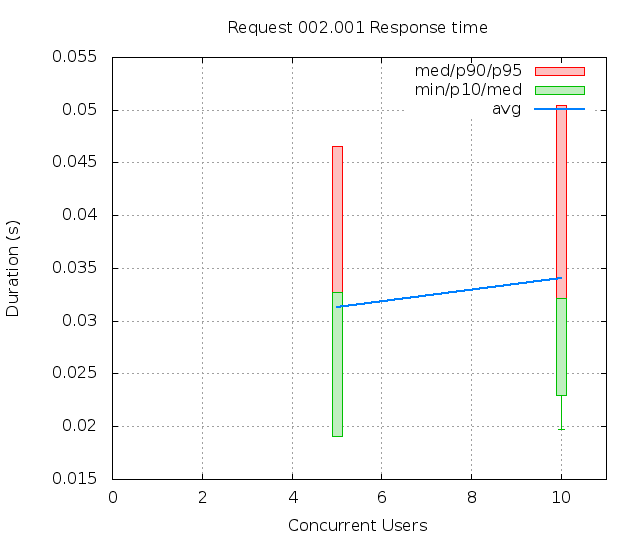 Request 002.001 Response time
med/p90/p95
min/p10/med
avg
0.055
0.05
0.045
0.04
0.035
0.03
0.025
0.02
0.015
Duration (s)
0 2 4 6 8 10
Concurrent Users